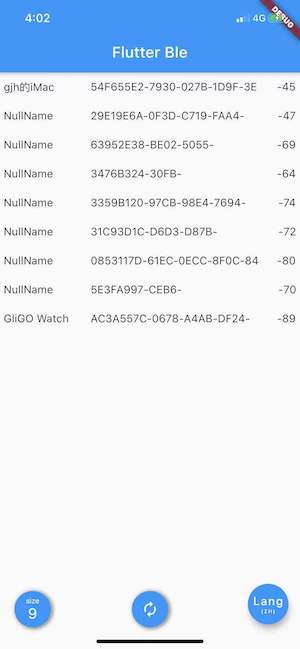 4:02
4G
DEBUG
Flutter Ble
gjh的iMac 54F655E2-7930-027B-1D9F-3E -45
NullName 29E19E6A-0F3D-C719-FAA4- -47
NullName 63952E38-BE02-5055- -69
NullName 3476B324-30FB- -64
NullName 3359B120-97CB-98E4-7694- -74
NullName 31C93D1C-D6D3-D87B- -72
NullName 0853117D-61EC-0ECC-8F0C-84 -80
NullName 5E3FA997-CEB6- -70
GliGO Watch AC3A557C-0678-A4AB-DF24- -89
size
9
Lang
(ZH)